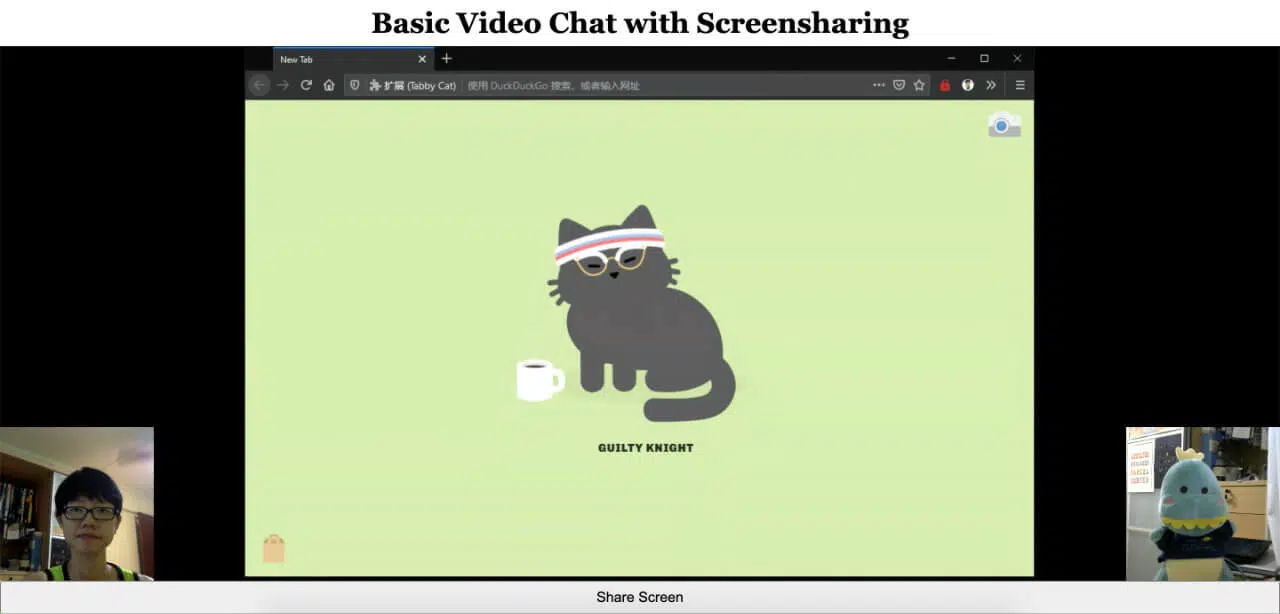 Basic Video Chat with Screensharing
New Tab
扩展 (Tabby Cat) 使用 DuckDuckGo 搜索，或者输入网址
GUILTY KNIGHT
Share Screen